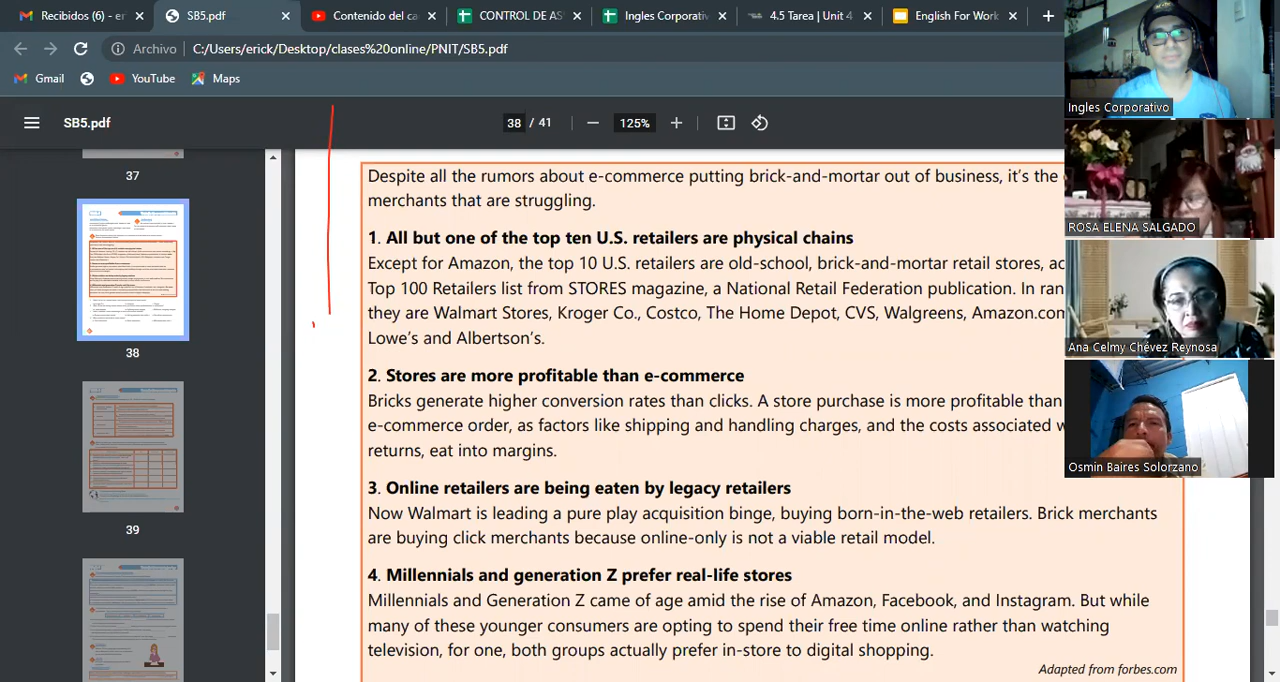 Recibidos (6) - er
SB5.pdf
Contenido del ca
CONTROL DE AS
Ingles Corporativ
4.5 Tarea | Unit 4
English For Work
Archivo
C:/Users/erick/Desktop/clases%20online/PNIT/SB5.pdf
Gmail
YouTube
Maps
SB5.pdf
38 / 41
125%
Ingles Corporativo
ROSA ELENA SALGADO
Ana Celmy Chévez Reynosa
Osmin Baires Solorzano
37
38
39
Despite all the rumors about e-commerce putting brick-and-mortar out of business, it's the
merchants that are struggling.
1. All but one of the top ten U.S. retailers are physical chains
Except for Amazon, the top 10 U.S. retailers are old-school, brick-and-mortar retail stores, ac
Top 100 Retailers list from STORES magazine, a National Retail Federation publication. In ran
they are Walmart Stores, Kroger Co., Costco, The Home Depot, CVS, Walgreens, Amazon.com
Lowe's and Albertson's.
2. Stores are more profitable than e-commerce
Bricks generate higher conversion rates than clicks. A store purchase is more profitable than
e-commerce order, as factors like shipping and handling charges, and the costs associated w
returns, eat into margins.
3. Online retailers are being eaten by legacy retailers
Now Walmart is leading a pure play acquisition binge, buying born-in-the-web retailers. Brick merchants
are buying click merchants because online-only is not a viable retail model.
4. Millennials and generation Z prefer real-life stores
Millennials and Generation Z came of age amid the rise of Amazon, Facebook, and Instagram. But while
many of these younger consumers are opting to spend their free time online rather than watching
television, for one, both groups actually prefer in-store to digital shopping.
Adapted from forbes.com